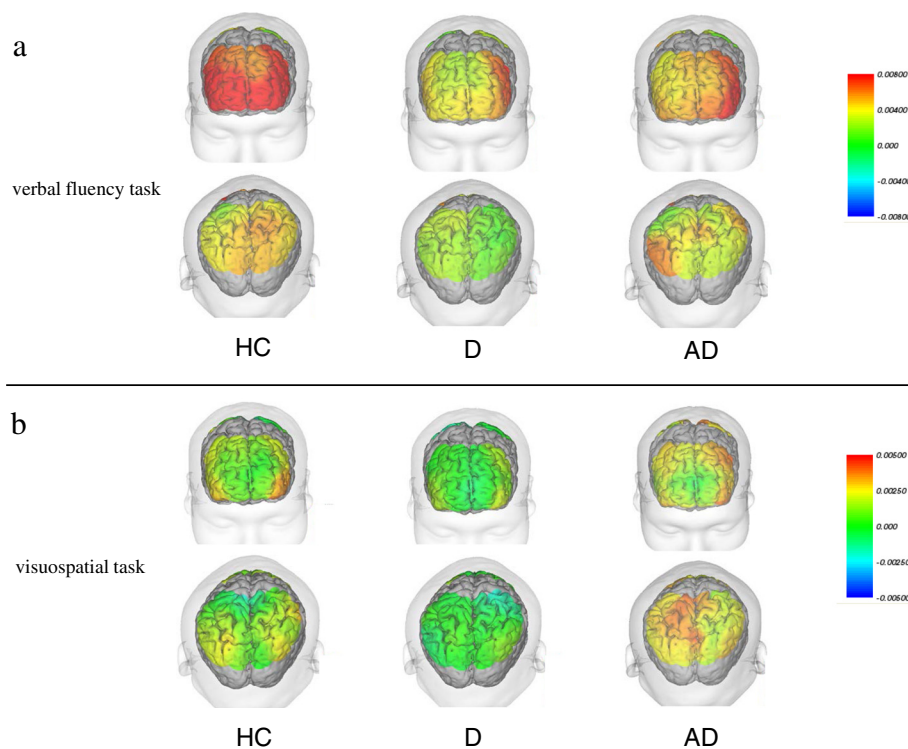 a
0.00800
0.00400
0.000
-0.00400
-0.00800
verbal fluency task
HC D AD
b
0.00500
0.00250
0.000
-0.00250
-0.00500
visuospatial task
HC D AD